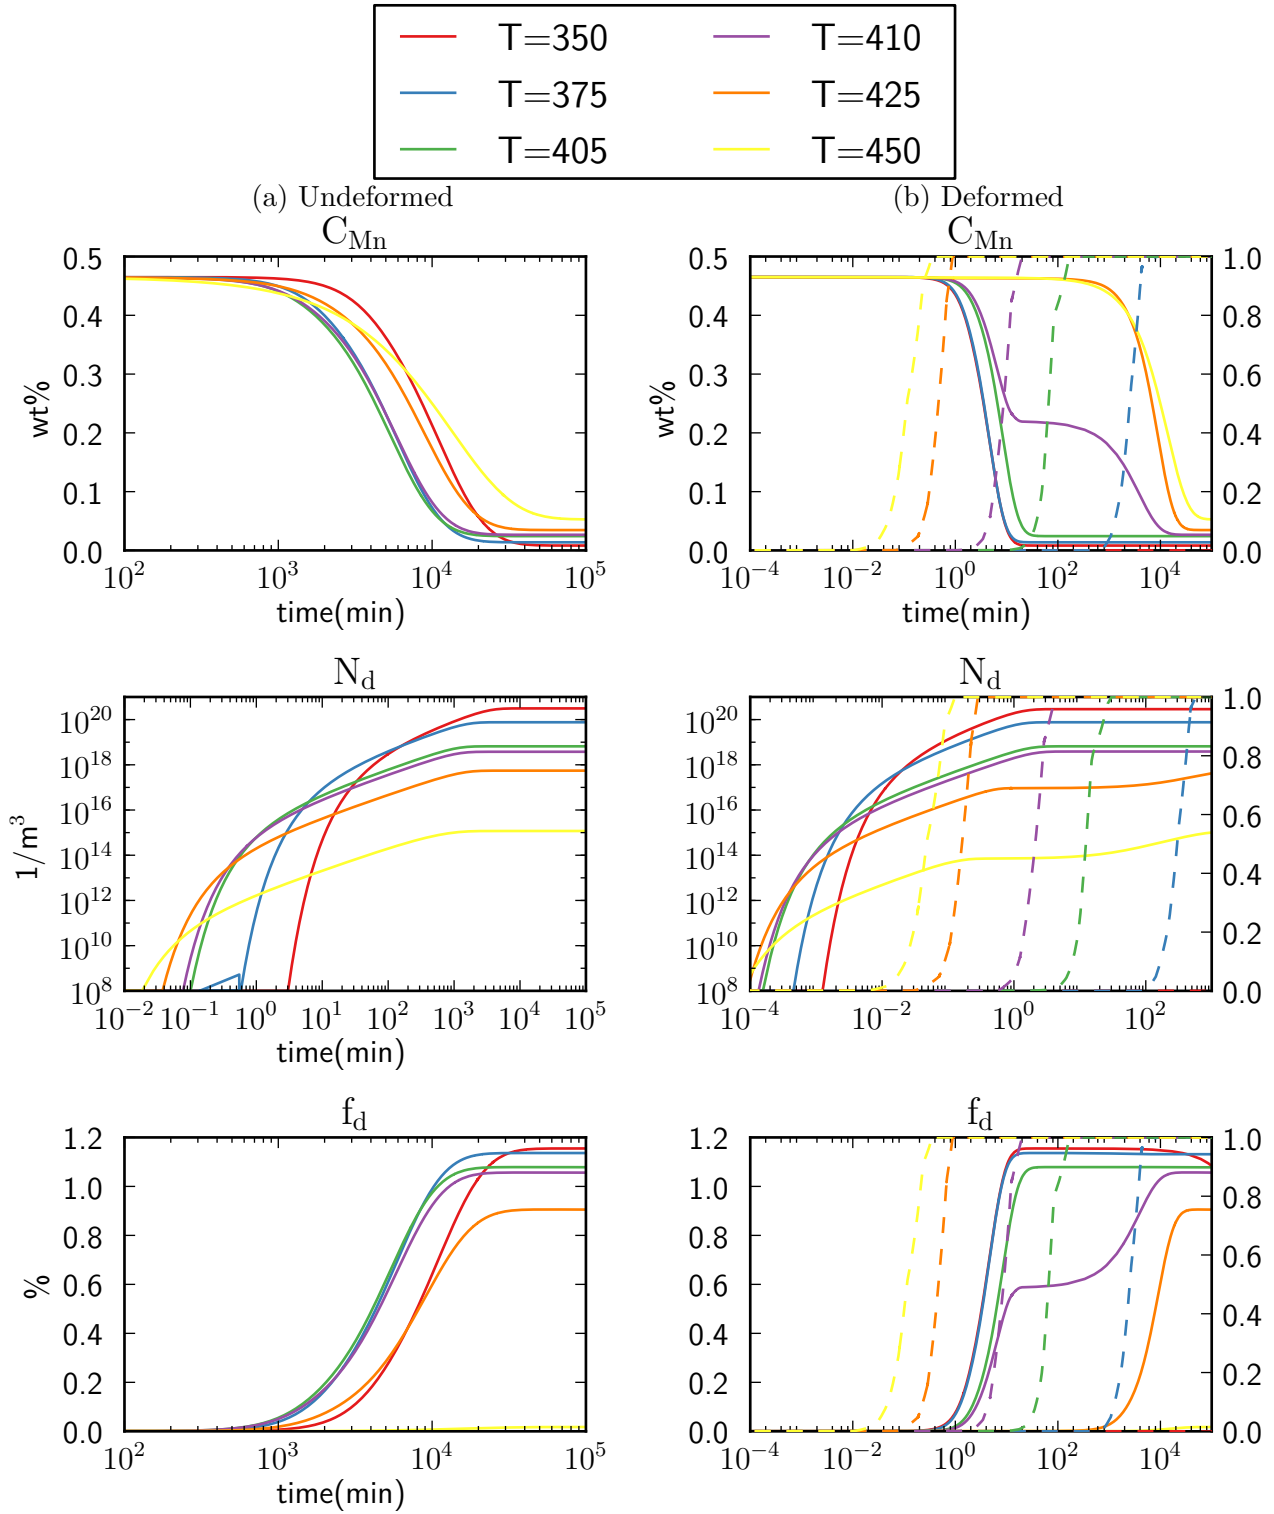 T=350 T=410
T=375 T=425
T=405 T=450
(a) Undeformed (b) Deformed
C_Mn C_Mn
0.5 0.5 1.0
0.4 0.4 0.8
0.3 0.3 0.6
0.2 0.2 0.4
0.1 0.1 0.2
0.0 0.0 0.0
wt% wt%
10^2 10^3 10^4 10^5 10^−4 10^−2 10^0 10^2 10^4
time(min) time(min)
N_d N_d
10^20 10^20 1.0
10^18 10^18 0.8
10^16 10^16 0.6
10^14 10^14 0.4
10^12 10^12 0.2
10^10 10^10 0.0
10^8 10^8
1/m^3
10^−2 10^−1 10^0 10^1 10^2 10^3 10^4 10^5 10^−4 10^−2 10^0 10^2
time(min)
f_d f_d
1.2 1.2 1.0
1.0 1.0 0.8
0.8 0.8 0.6
0.6 0.6 0.4
0.4 0.4 0.2
0.2 0.2 0.0
0.0 0.0
%
10^2 10^3 10^4 10^5 10^−4 10^−2 10^0 10^2 10^4
time(min)